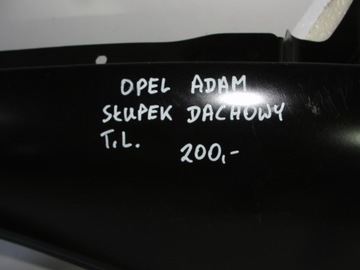 OPEL ADAM
SŁUPEK DACHOWY
T.L. 200,-